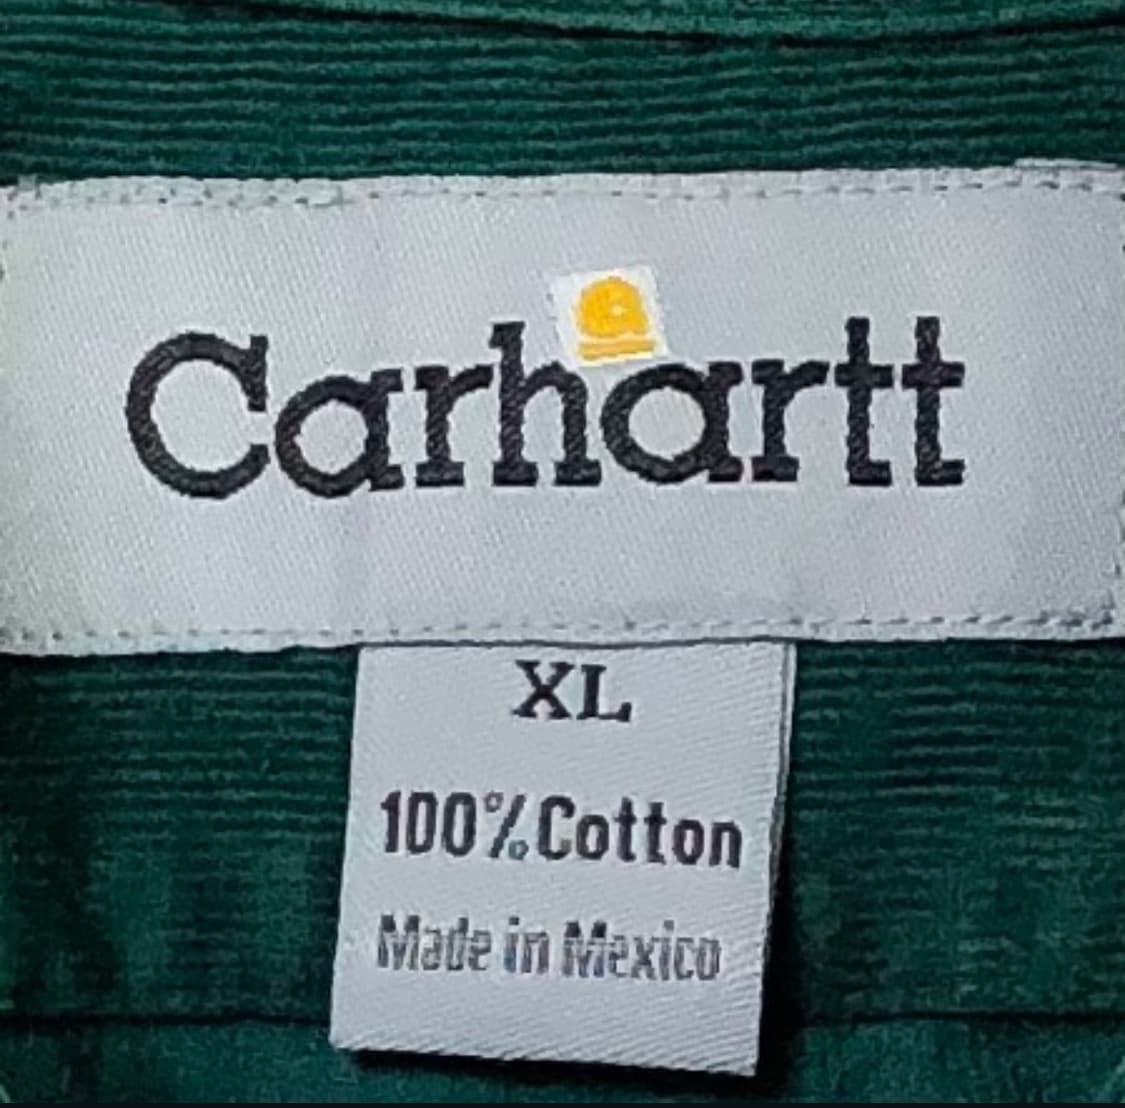 Carhartt
XL
100% Cotton
Made in Mexico